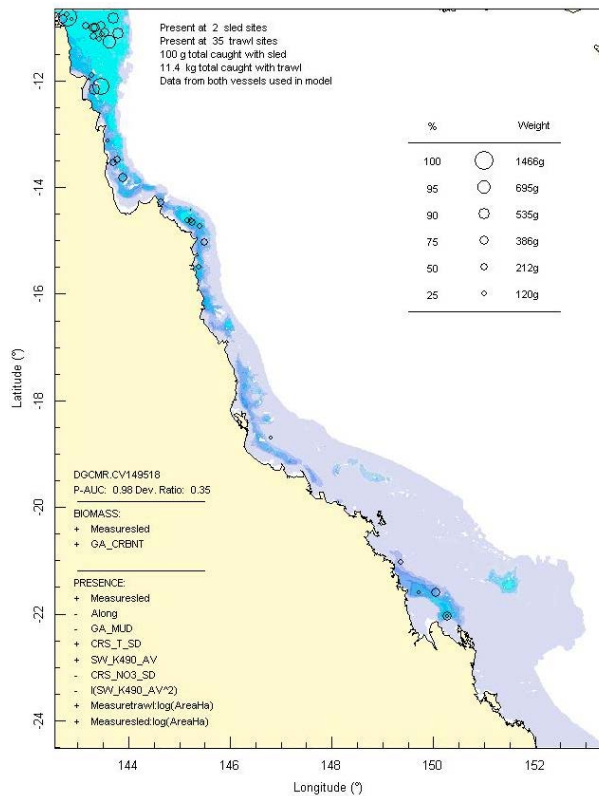 Present at 2 sled sites
Present at 35 trawl sites
100 g total caught with sled
11.4 kg total caught with trawl
Data from both vessels used in model
% Weight
100 1466g
95 695g
90 535g
75 386g
50 212g
25 120g
-12
-14
-16
-18
-20
-22
-24
Latitude (°)
DGCMR.CV149518
P-AUC: 0.98 Dev. Ratio: 0.35
BIOMASS:
+ Measuresled
+ GA_CRBNT
PRESENCE:
+ Measuresled
- Along
- GA_MUD
+ CRS_T_SD
+ SW_K490_AV
- CRS_NO3_SD
- I(SW_K490_AV^2)
+ Measuretrawl:log(AreaHa)
+ Measuresled:log(AreaHa)
144 146 148 150 152
Longitude (°)